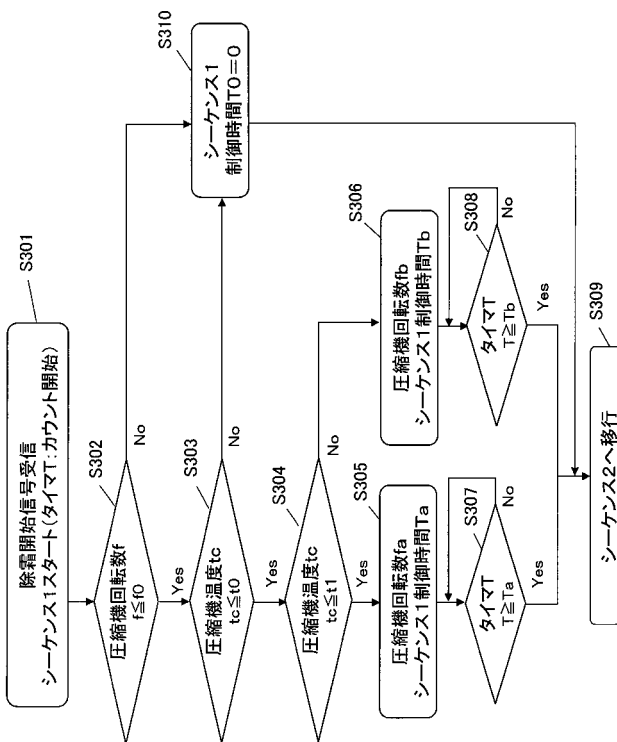 S301
除霜開始信号受信
シーケンス1スタート(タイマT:カウント開始)
S302
圧縮機回転数f
f≦f0
No
Yes
S303
圧縮機温度tc
tc≦t0
No
Yes
S304
圧縮機温度tc
tc≦t1
No
Yes
S305
圧縮機回転数fa
シーケンス1制御時間Ta
S306
圧縮機回転数fb
シーケンス1制御時間Tb
S307
タイマT
T≧Ta
No
Yes
S308
タイマT
T≧Tb
No
Yes
S310
シーケンス1
制御時間T0=0
S309
シーケンス2へ移行